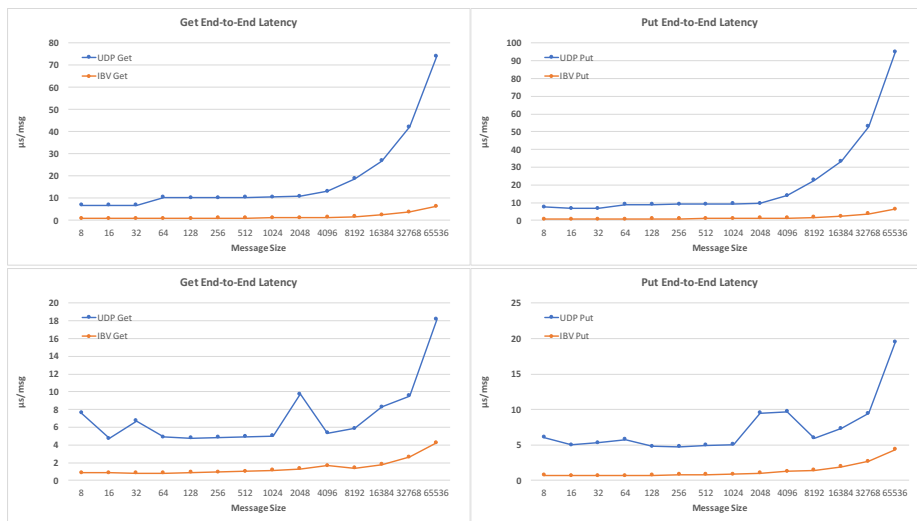 Get End-to-End Latency
80
70
60
50
40
30
20
10
0
µs/msg
UDP Get
IBV Get
8 16 32 64 128 256 512 1024 2048 4096 8192 16384 32768 65536
Message Size
Put End-to-End Latency
100
90
80
70
60
50
40
30
20
10
0
µs/msg
UDP Put
IBV Put
8 16 32 64 128 256 512 1024 2048 4096 8192 16384 32768 65536
Message Size
Get End-to-End Latency
20
18
16
14
12
10
8
6
4
2
0
µs/msg
UDP Get
IBV Get
8 16 32 64 128 256 512 1024 2048 4096 8192 16384 32768 65536
Message Size
Put End-to-End Latency
25
20
15
10
5
0
µs/msg
UDP Put
IBV Put
8 16 32 64 128 256 512 1024 2048 4096 8192 16384 32768 65536
Message Size